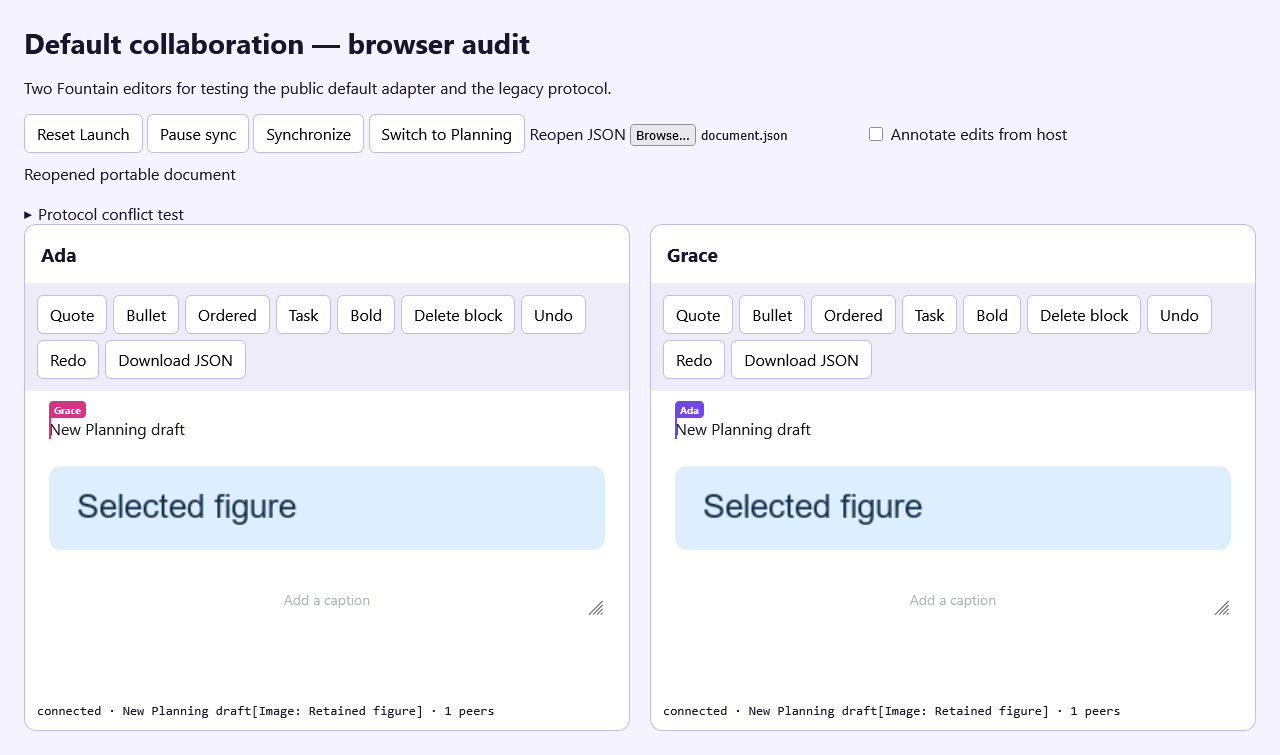 Default collaboration — browser audit
Two Fountain editors for testing the public default adapter and the legacy protocol.
Reset Launch Pause sync Synchronize Switch to Planning Reopen JSON Browse... document.json Annotate edits from host
Reopened portable document
Protocol conflict test
Ada
Quote Bullet Ordered Task Bold Delete block Undo
Redo Download JSON
Grace
New Planning draft
Selected figure
Add a caption
connected · New Planning draft[Image: Retained figure] · 1 peers
Grace
Quote Bullet Ordered Task Bold Delete block Undo
Redo Download JSON
Ada
New Planning draft
Selected figure
Add a caption
connected · New Planning draft[Image: Retained figure] · 1 peers